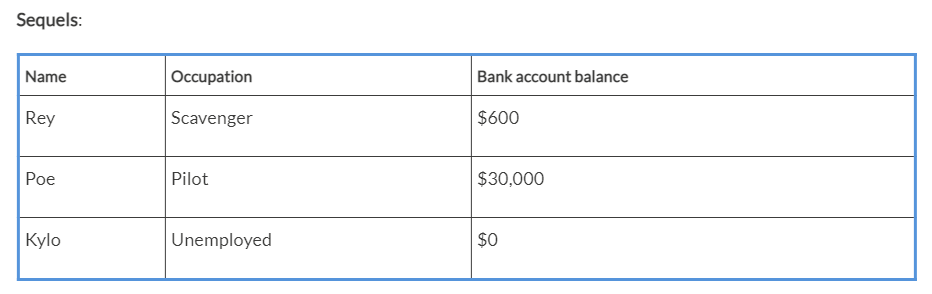 Sequels:
Name Occupation Bank account balance
Rey Scavenger $600
Poe Pilot $30,000
Kylo Unemployed $0